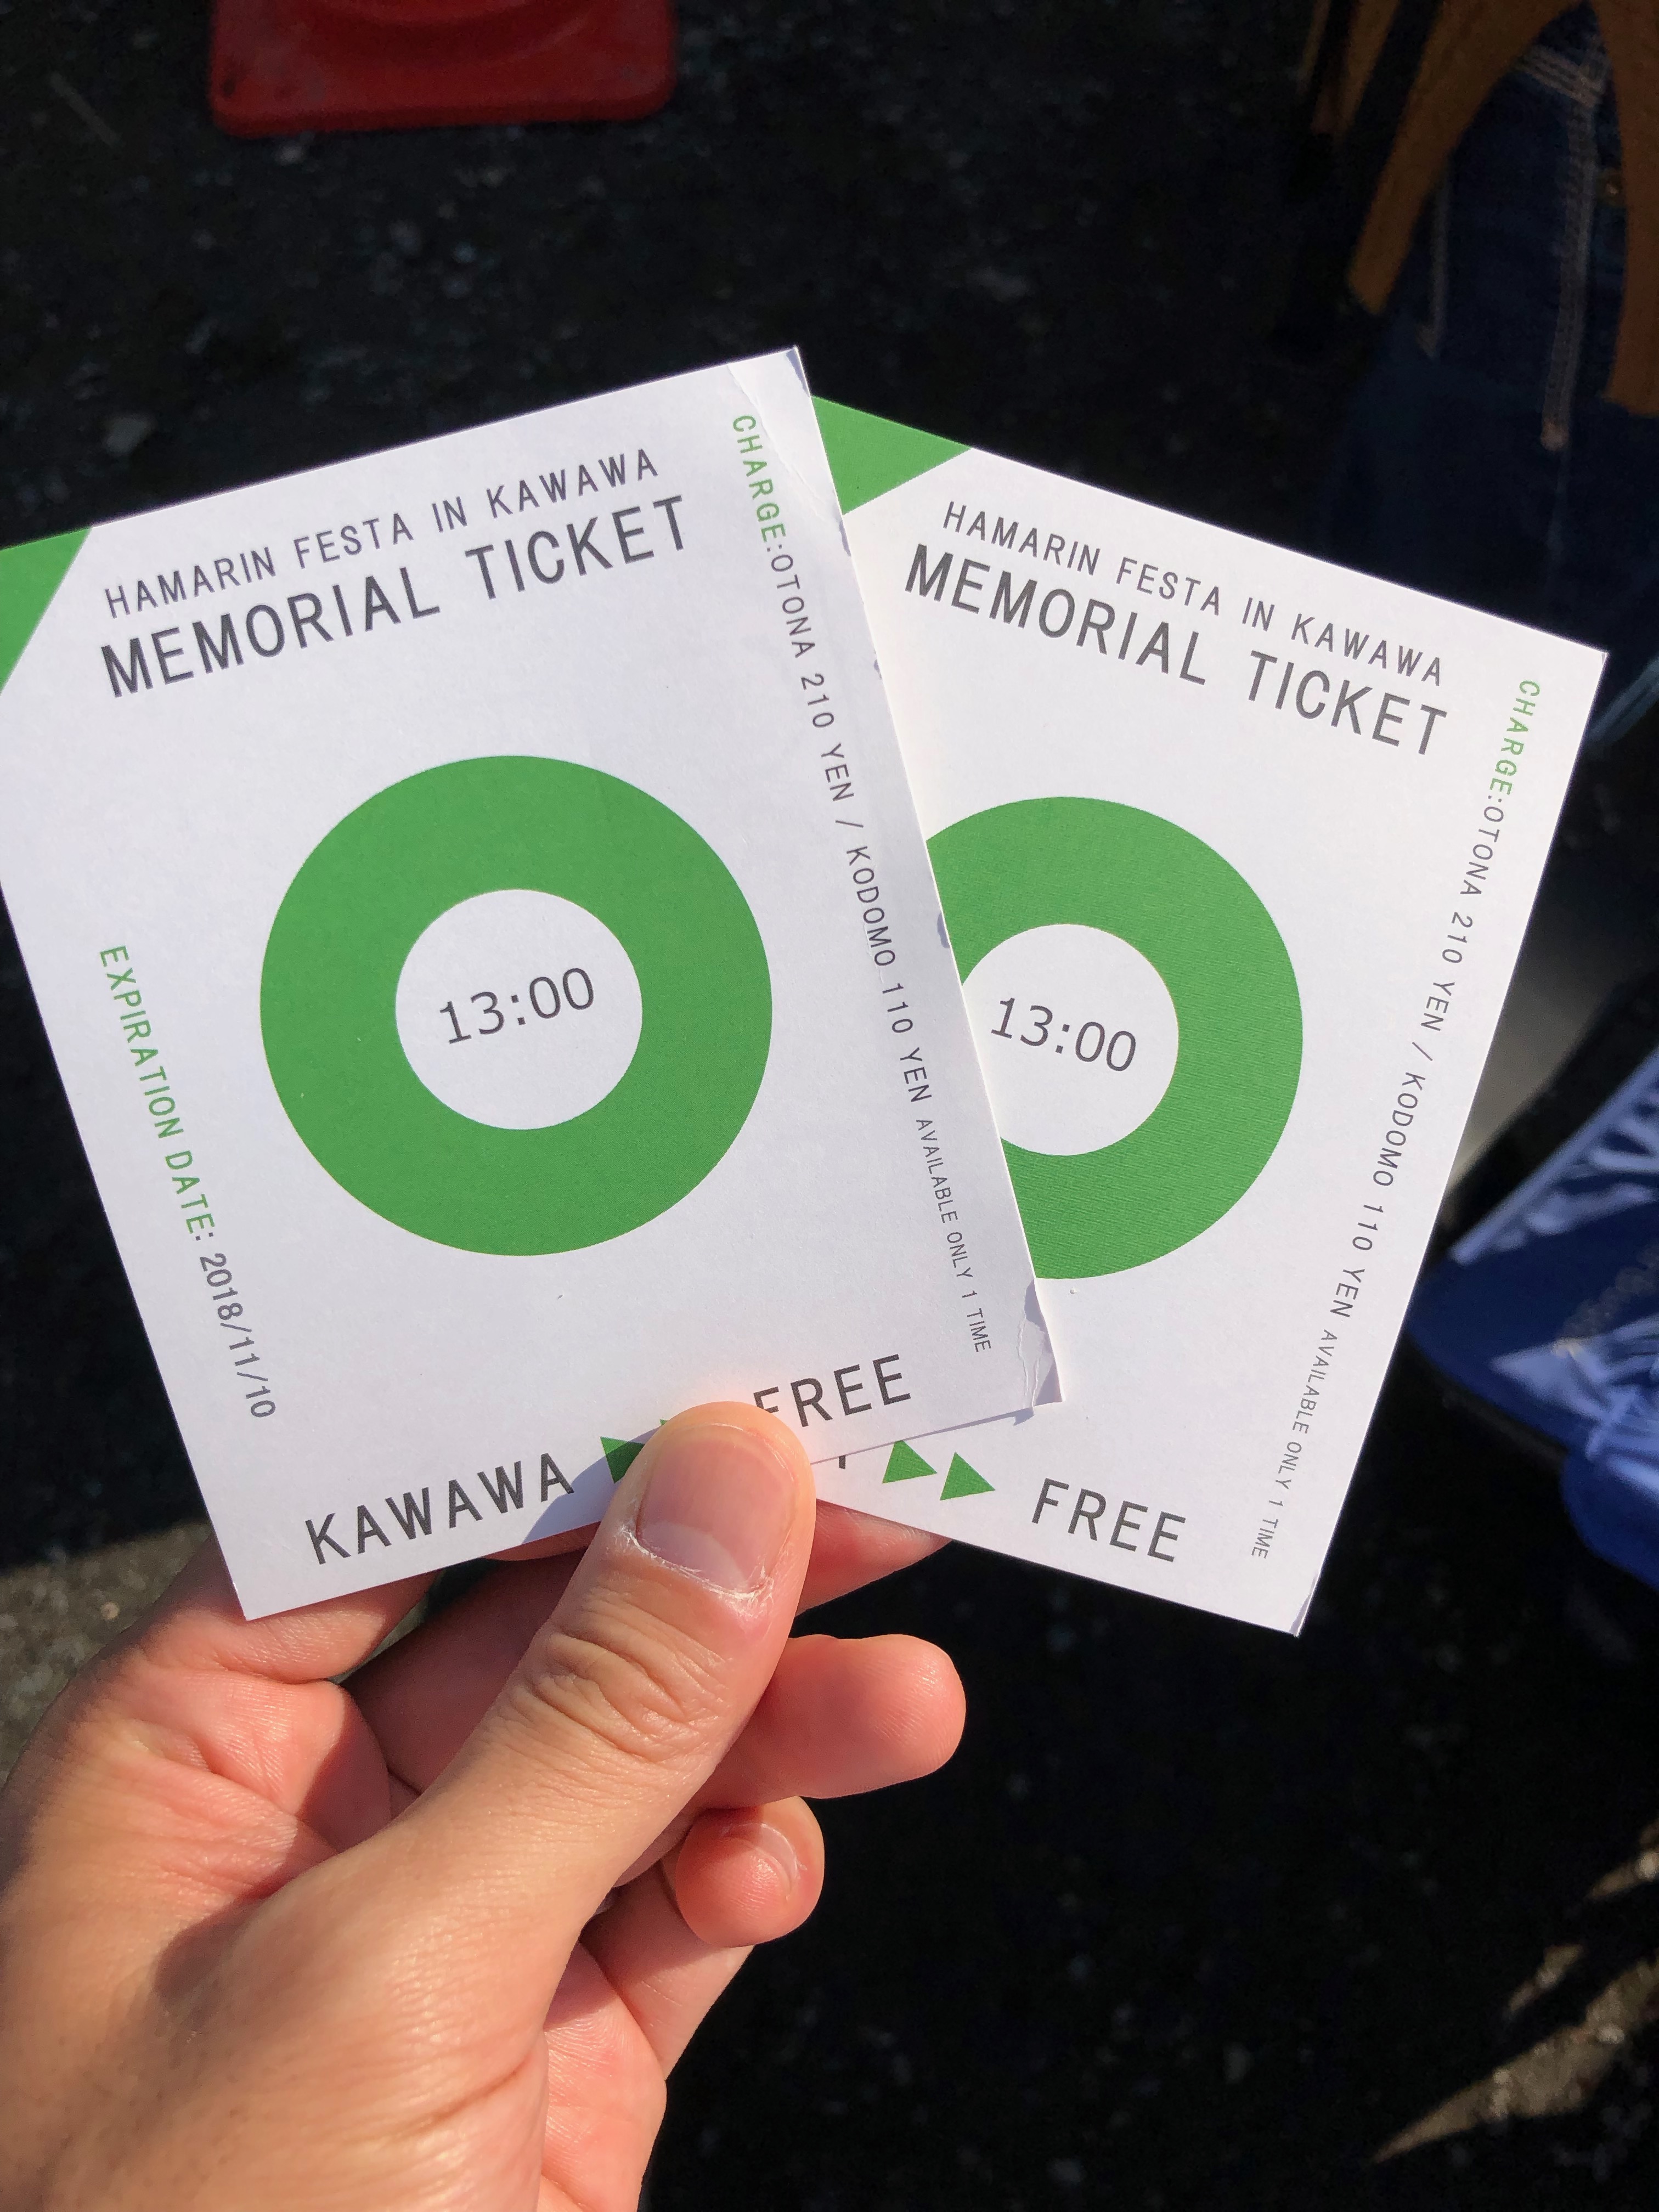 HAMARIN FESTA IN KAWAWA
MEMORIAL TICKET
CHARGE:OTONA 210 YEN / KODOMO 110 YEN AVAILABLE ONLY 1 TIME
13:00
EXPIRATION DATE: 2018/11/10
KAWAWA ▶ FREE
HAMARIN FESTA IN KAWAWA
MEMORIAL TICKET
CHARGE:OTONA 210 YEN / KODOMO 110 YEN AVAILABLE ONLY 1 TIME
13:00
▶▶ FREE